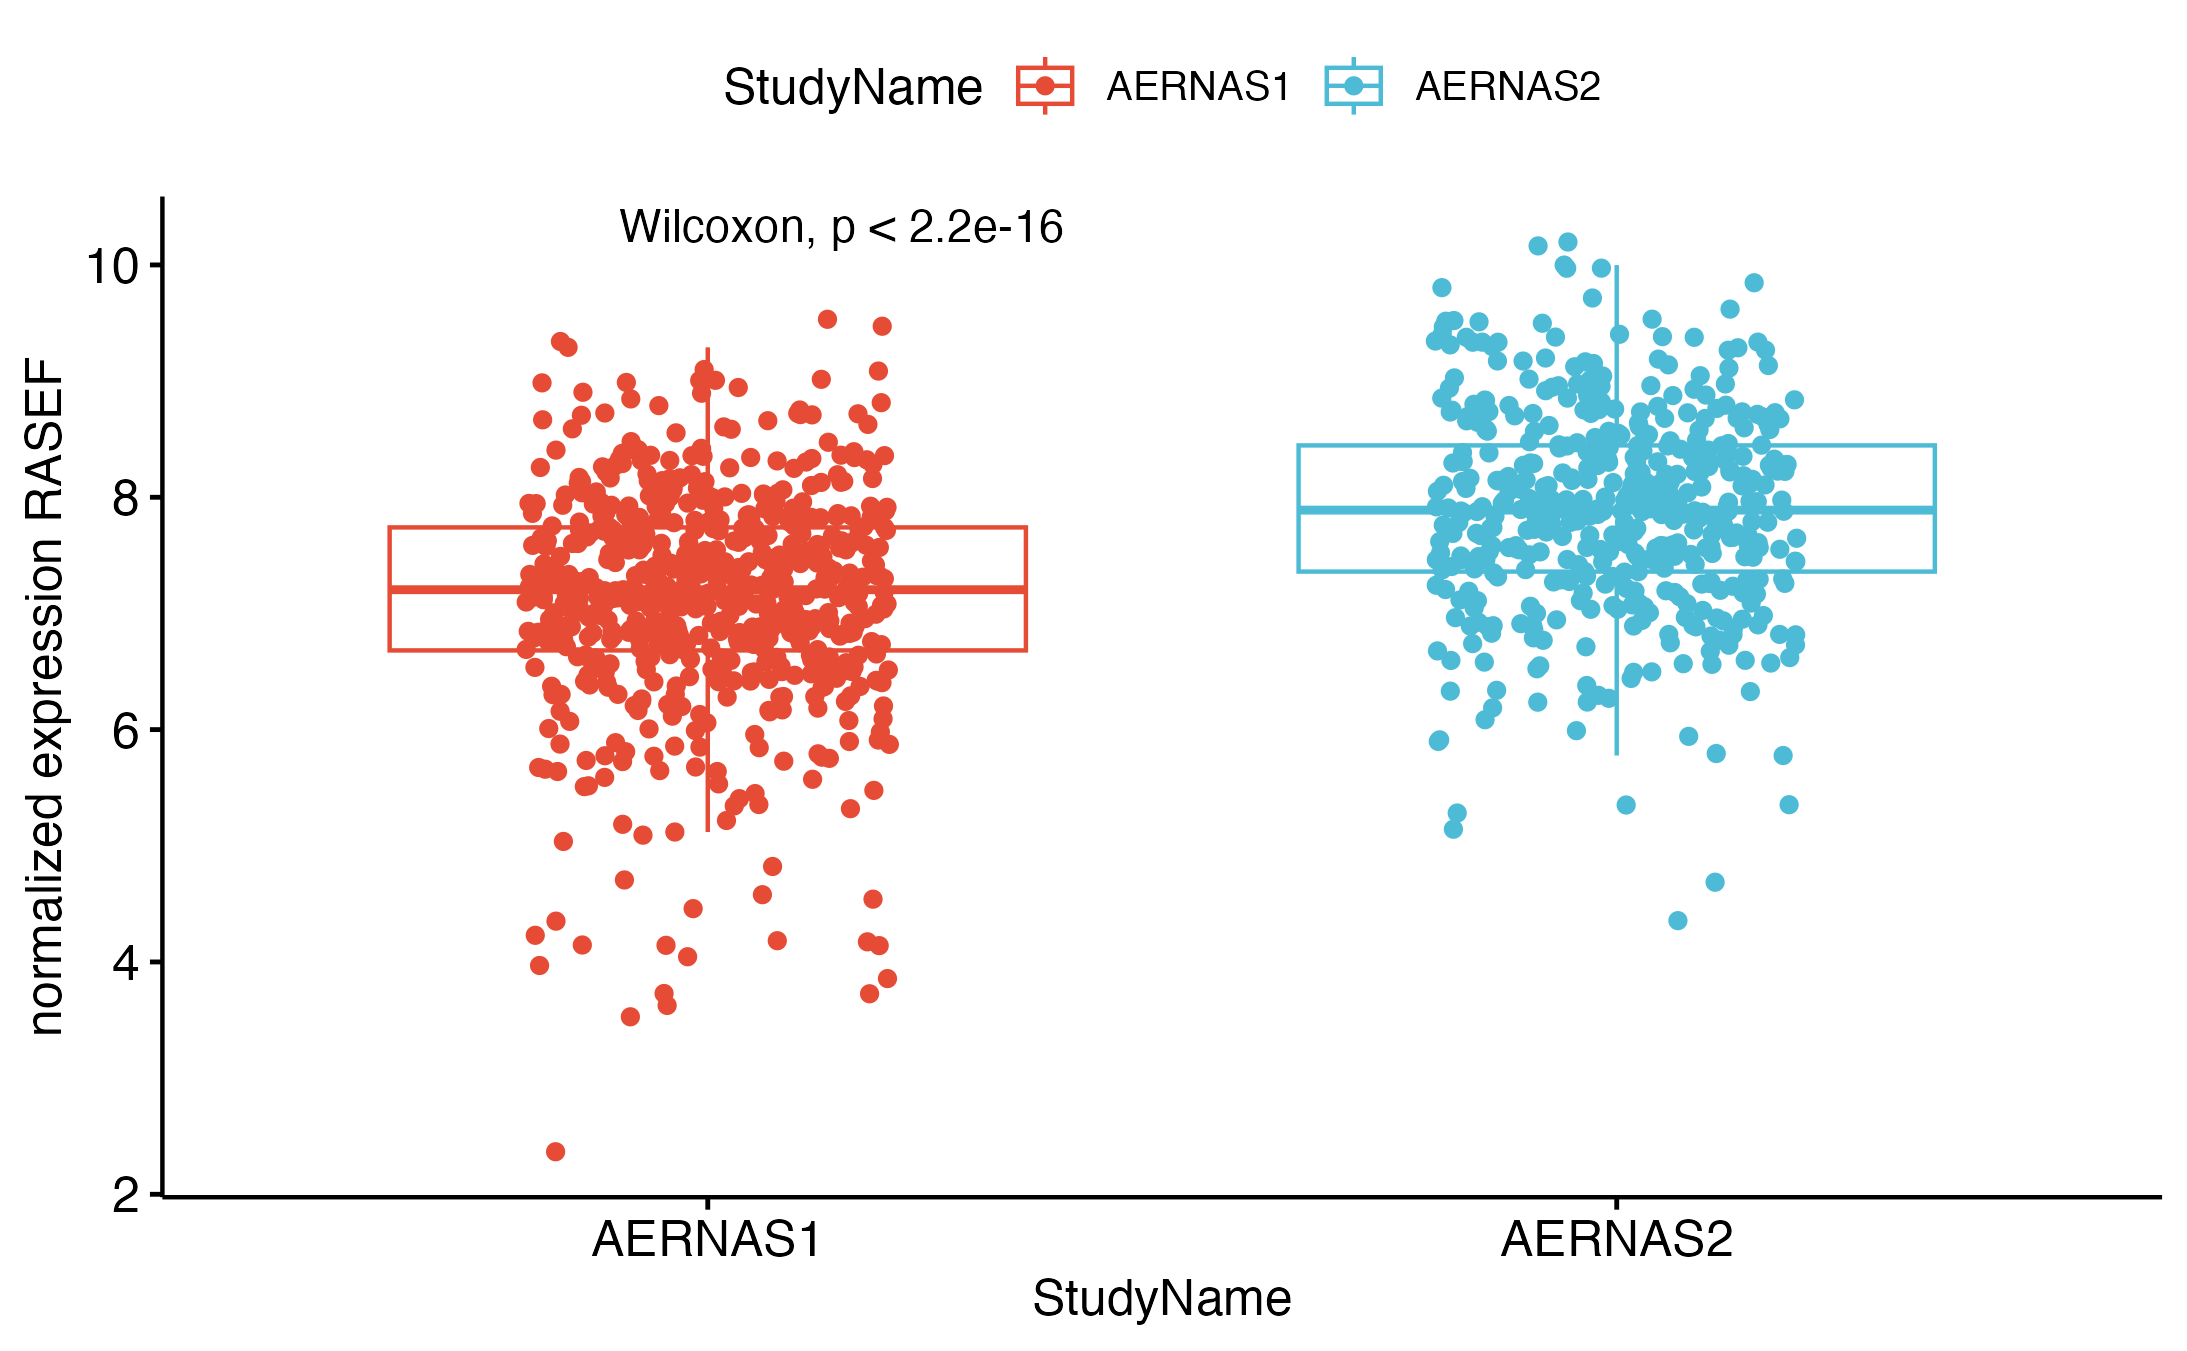 StudyName AERNAS1 AERNAS2
Wilcoxon, p < 2.2e-16
normalized expression RASEF
10
8
6
4
2
AERNAS1 AERNAS2
StudyName